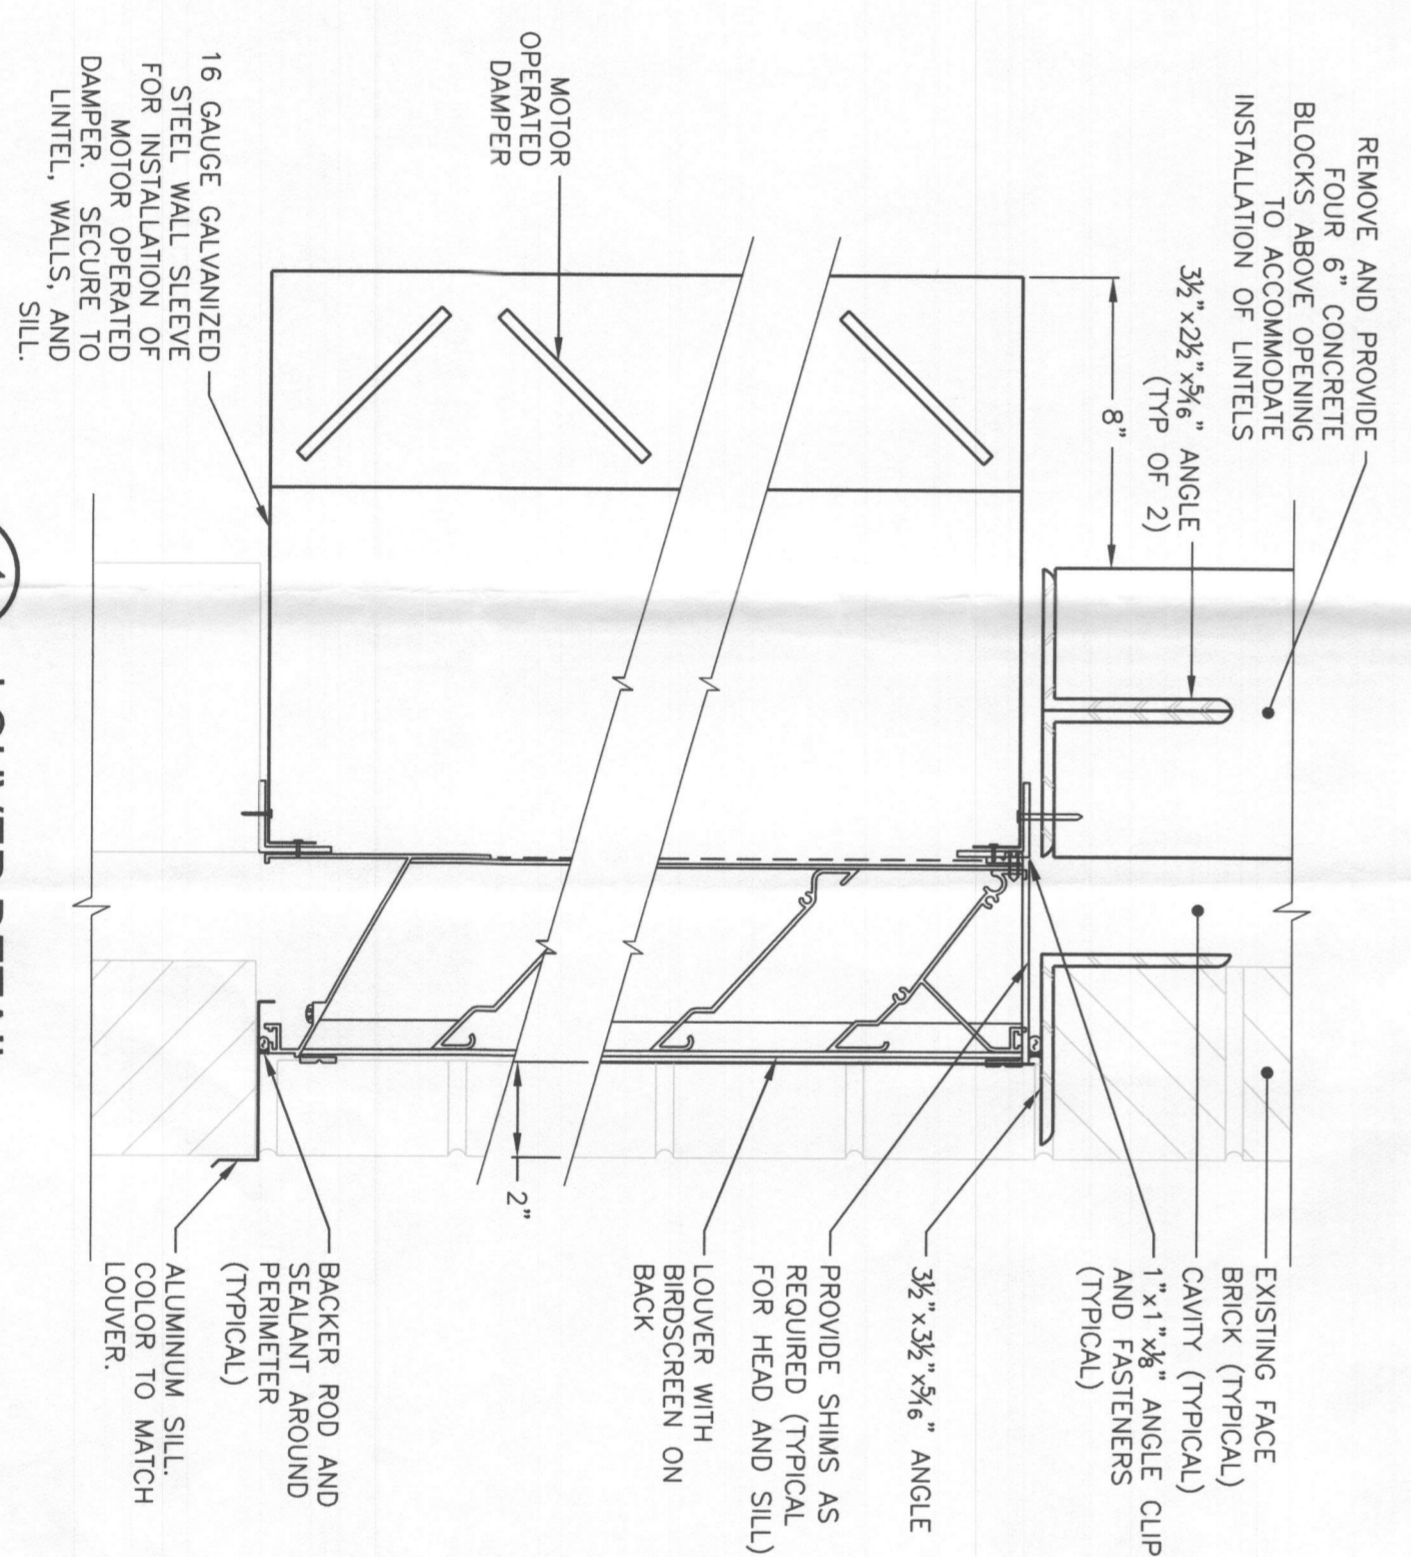 REMOVE AND PROVIDE
FOUR 6" CONCRETE
BLOCKS ABOVE OPENING
TO ACCOMMODATE
INSTALLATION OF LINTELS
3½"x2½"x5/16" ANGLE
(TYP OF 2)
8"
MOTOR
OPERATED
DAMPER
16 GAUGE GALVANIZED
STEEL WALL SLEEVE
FOR INSTALLATION OF
MOTOR OPERATED
DAMPER. SECURE TO
LINTEL, WALLS, AND
SILL.
EXISTING FACE
BRICK (TYPICAL)
CAVITY (TYPICAL)
1"x1"x⅛" ANGLE CLIP
AND FASTENERS
(TYPICAL)
3½"x3½"x5/16" ANGLE
PROVIDE SHIMS AS
REQUIRED (TYPICAL
FOR HEAD AND SILL)
LOUVER WITH
BIRDSCREEN ON
BACK
2"
BACKER ROD AND
SEALANT AROUND
PERIMETER
(TYPICAL)
ALUMINUM SILL.
COLOR TO MATCH
LOUVER.